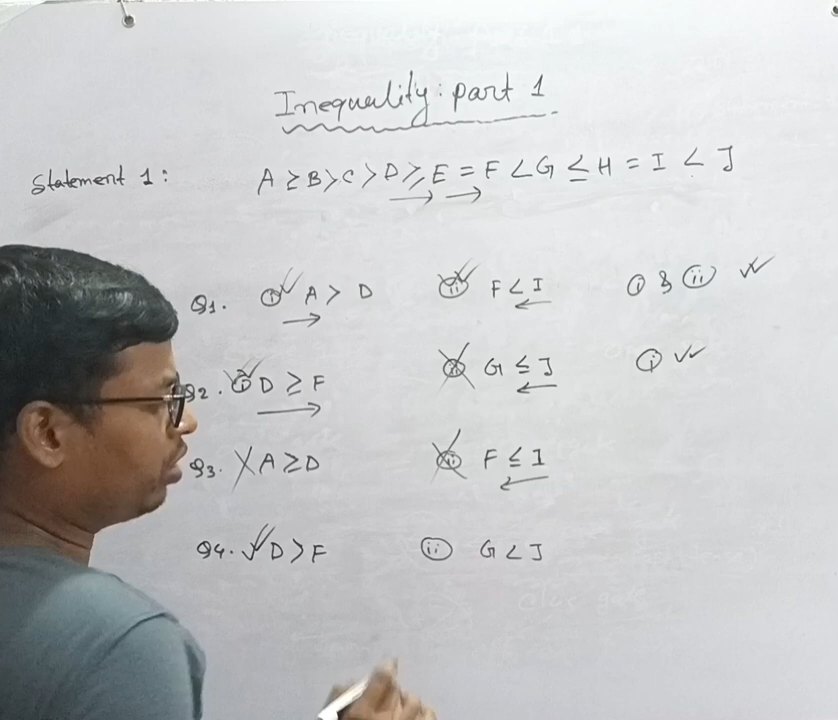 Inequality: part 1
Statement 1: A ≥ B > C > D ≥ E = F < G ≤ H = I < J
Q1. (i) A > D (ii) F < I (i) & (ii)
Q2. (i) D ≥ F (ii) G ≤ J (i)
Q3. A ≥ D (ii) F ≤ I
Q4. D > F (ii) G < J